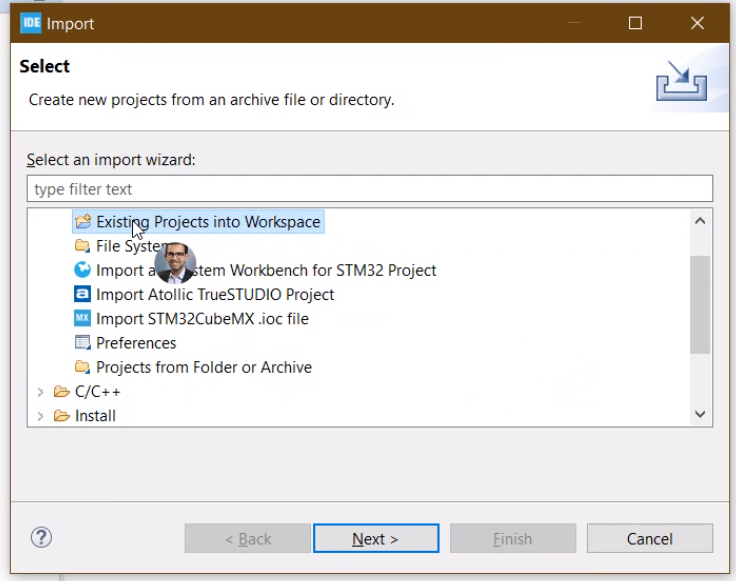 IDE Import
Select
Create new projects from an archive file or directory.
Select an import wizard:
type filter text
Existing Projects into Workspace
File System
Import a stem Workbench for STM32 Project
a Import Atollic TrueSTUDIO Project
MX Import STM32CubeMX .ioc file
Preferences
Projects from Folder or Archive
> C/C++
> Install
? < Back Next > Finish Cancel